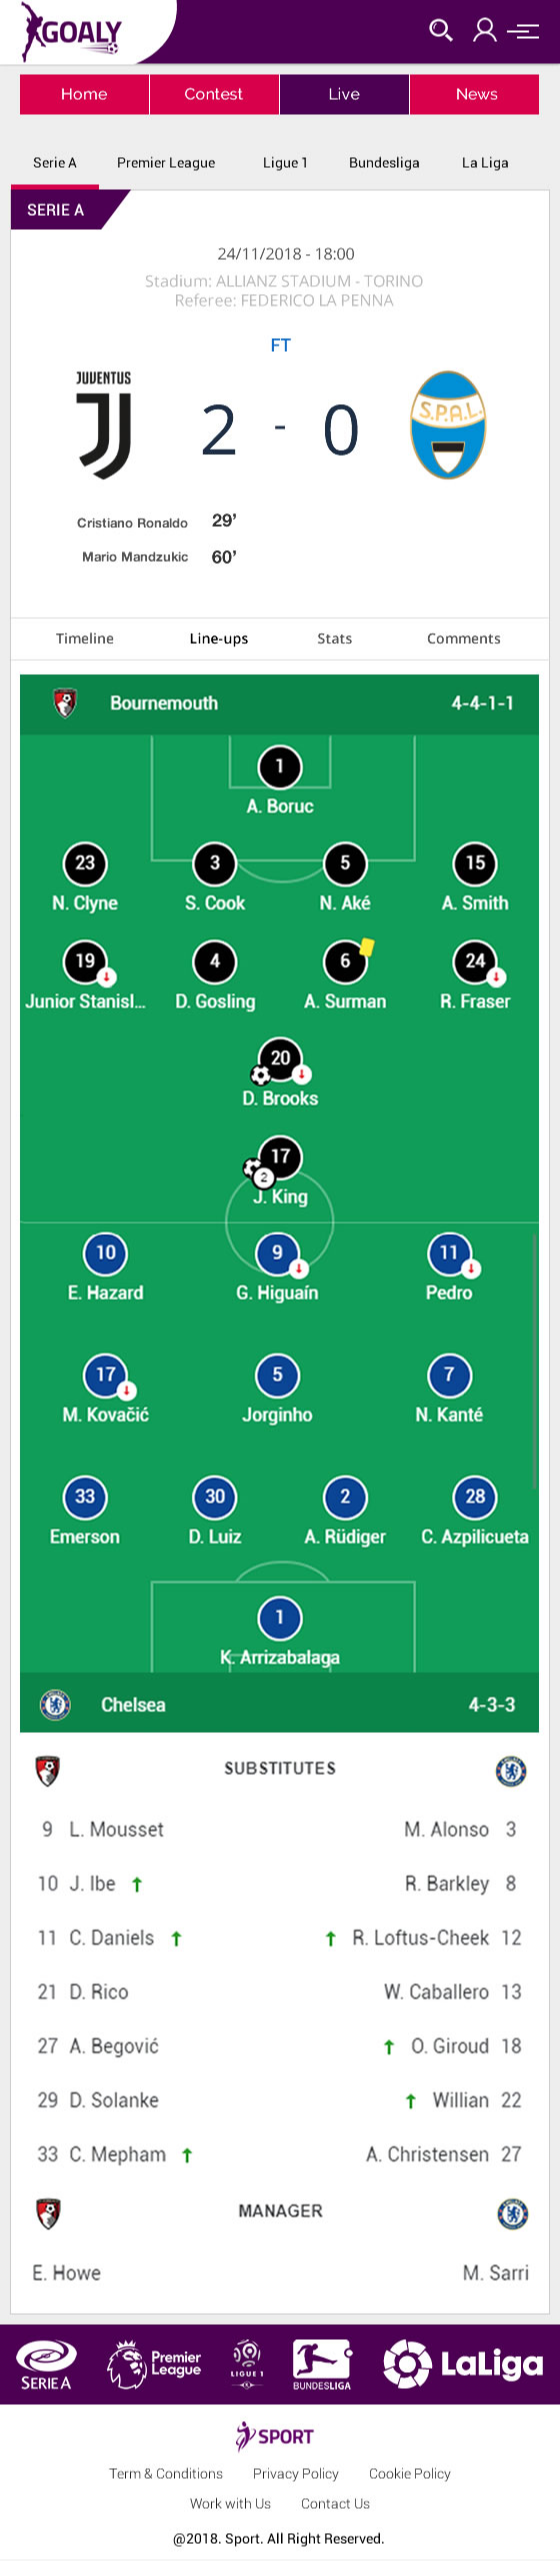 GOALY
Home Contest Live News
Serie A Premier League Ligue 1 Bundesliga La Liga
SERIE A
24/11/2018 - 18:00
Stadium: ALLIANZ STADIUM - TORINO
Referee: FEDERICO LA PENNA
FT
JUVENTUS
2 - 0
S.P.A.L.
Cristiano Ronaldo 29’
Mario Mandzukic 60’
Timeline Line-ups Stats Comments
Bournemouth 4-4-1-1
1
A. Boruc
23 3 5 15
N. Clyne S. Cook N. Aké A. Smith
19 4 6 24
Junior Stanisl... D. Gosling A. Surman R. Fraser
20
D. Brooks
17
2
J. King
10 9 11
E. Hazard G. Higuaín Pedro
17 5 7
M. Kovačić Jorginho N. Kanté
33 30 2 28
Emerson D. Luiz A. Rüdiger C. Azpilicueta
1
K. Arrizabalaga
Chelsea 4-3-3
SUBSTITUTES
9 L. Mousset M. Alonso 3
10 J. Ibe R. Barkley 8
11 C. Daniels R. Loftus-Cheek 12
21 D. Rico W. Caballero 13
27 A. Begović O. Giroud 18
29 D. Solanke Willian 22
33 C. Mepham A. Christensen 27
MANAGER
E. Howe M. Sarri
SERIE A Premier League LIGUE 1 BUNDESLIGA LaLiga
SPORT
Term & Conditions Privacy Policy Cookie Policy
Work with Us Contact Us
@2018. Sport. All Right Reserved.